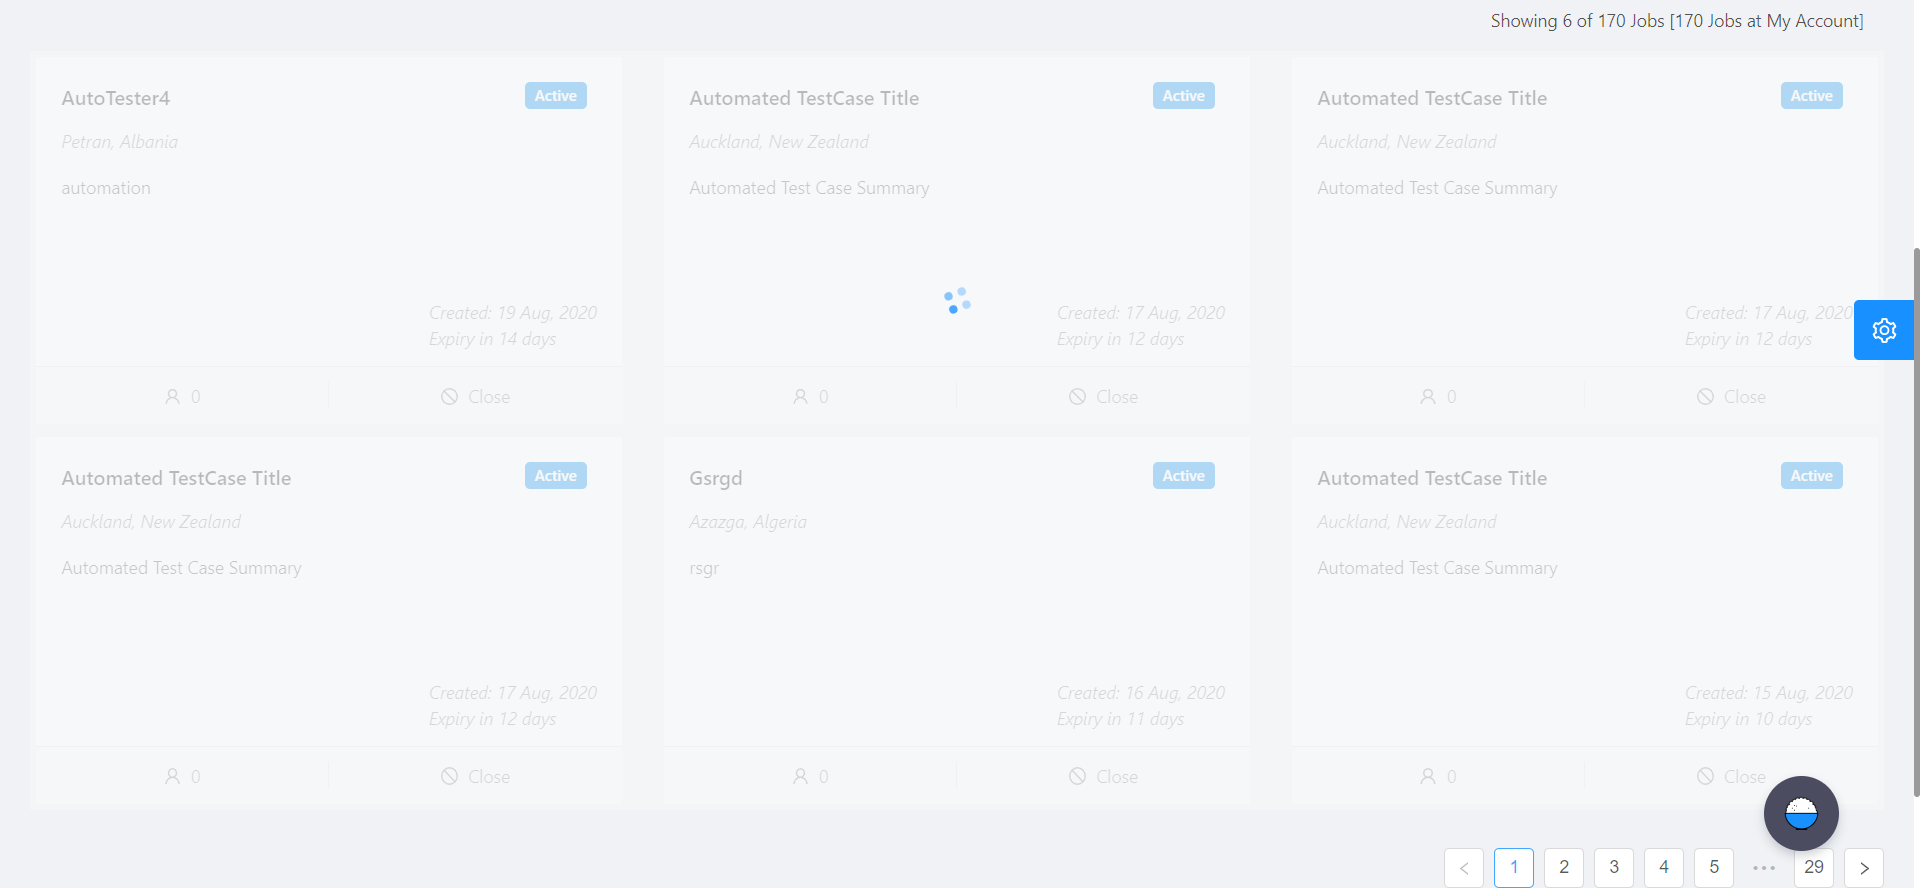 Showing 6 of 170 Jobs [170 Jobs at My Account]
AutoTester4
Active
Petran, Albania
automation
Created: 19 Aug, 2020
Expiry in 14 days
0
Close
Automated TestCase Title
Active
Auckland, New Zealand
Automated Test Case Summary
Created: 17 Aug, 2020
Expiry in 12 days
0
Close
Automated TestCase Title
Active
Auckland, New Zealand
Automated Test Case Summary
Created: 17 Aug, 2020
Expiry in 12 days
0
Close
Automated TestCase Title
Active
Auckland, New Zealand
Automated Test Case Summary
Created: 17 Aug, 2020
Expiry in 12 days
0
Close
Gsrgd
Active
Azazga, Algeria
rsgr
Created: 16 Aug, 2020
Expiry in 11 days
0
Close
Automated TestCase Title
Active
Auckland, New Zealand
Automated Test Case Summary
Created: 15 Aug, 2020
Expiry in 10 days
0
Close
< 1 2 3 4 5 ••• 29 >